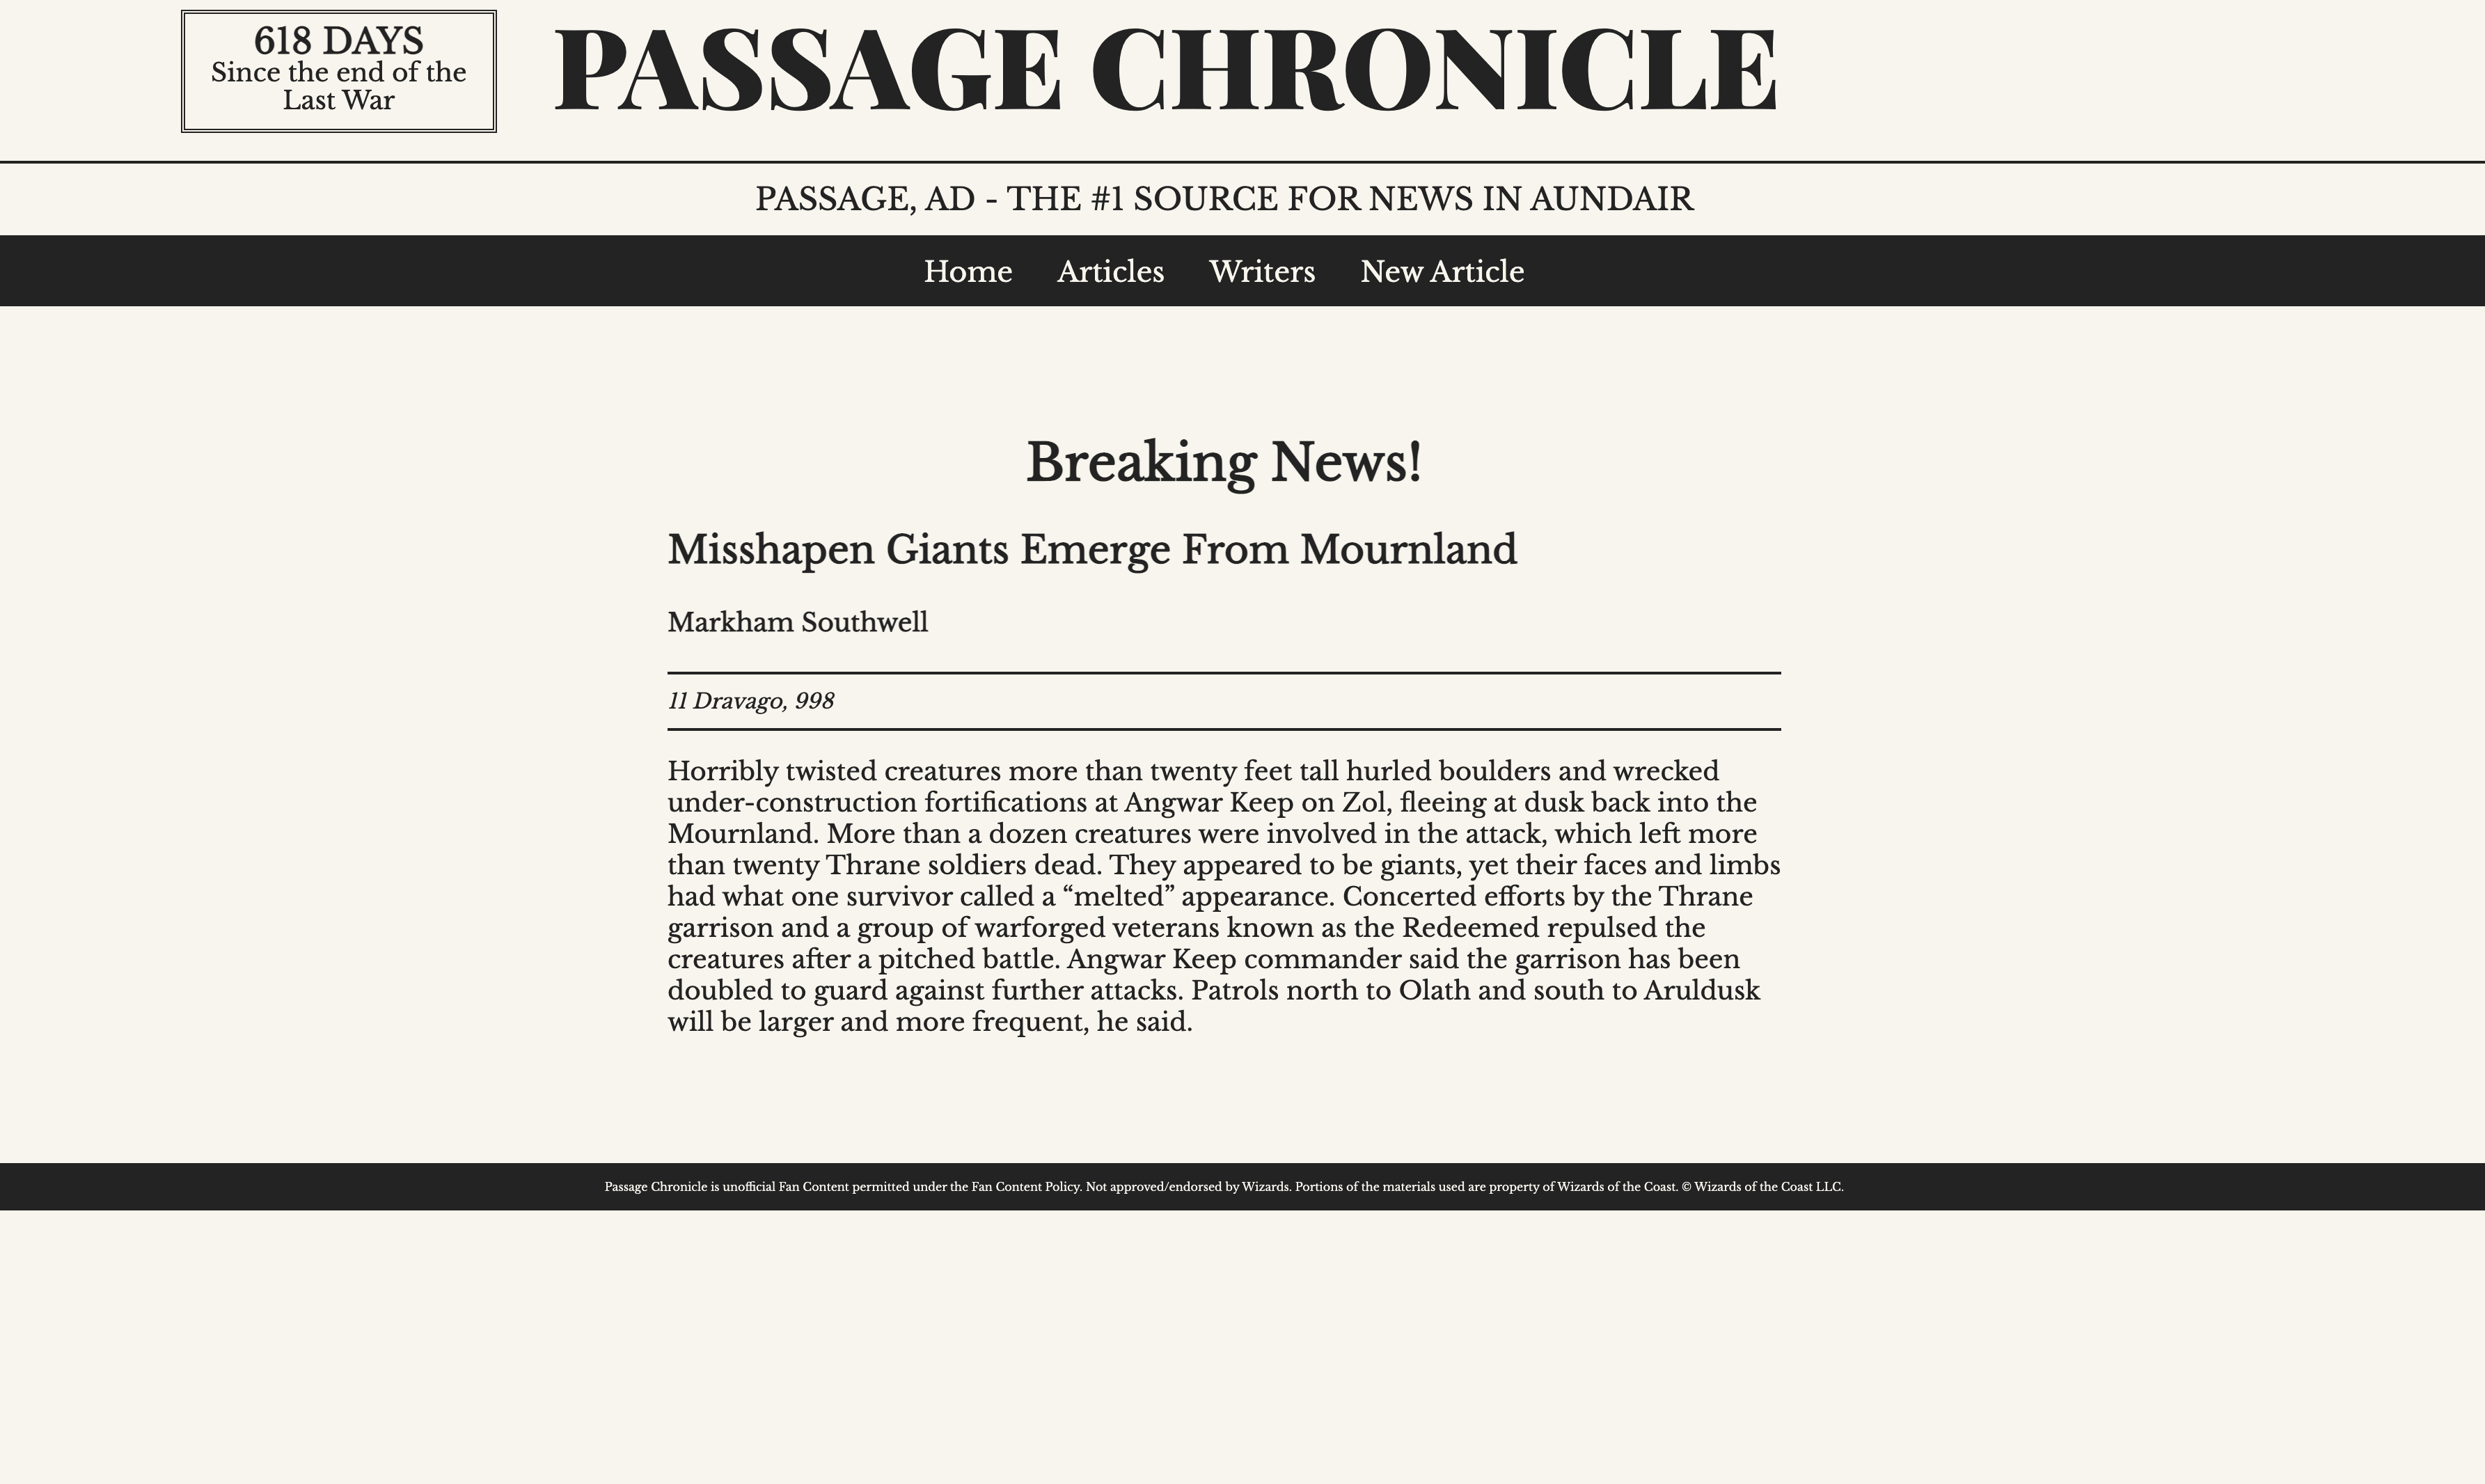 618 DAYS
Since the end of the
Last War
PASSAGE CHRONICLE
PASSAGE, AD - THE #1 SOURCE FOR NEWS IN AUNDAIR
Home Articles Writers New Article
Breaking News!
Misshapen Giants Emerge From Mournland
Markham Southwell
11 Dravago, 998
Horribly twisted creatures more than twenty feet tall hurled boulders and wrecked
under-construction fortifications at Angwar Keep on Zol, fleeing at dusk back into the
Mournland. More than a dozen creatures were involved in the attack, which left more
than twenty Thrane soldiers dead. They appeared to be giants, yet their faces and limbs
had what one survivor called a “melted” appearance. Concerted efforts by the Thrane
garrison and a group of warforged veterans known as the Redeemed repulsed the
creatures after a pitched battle. Angwar Keep commander said the garrison has been
doubled to guard against further attacks. Patrols north to Olath and south to Aruldusk
will be larger and more frequent, he said.
Passage Chronicle is unofficial Fan Content permitted under the Fan Content Policy. Not approved/endorsed by Wizards. Portions of the materials used are property of Wizards of the Coast. © Wizards of the Coast LLC.